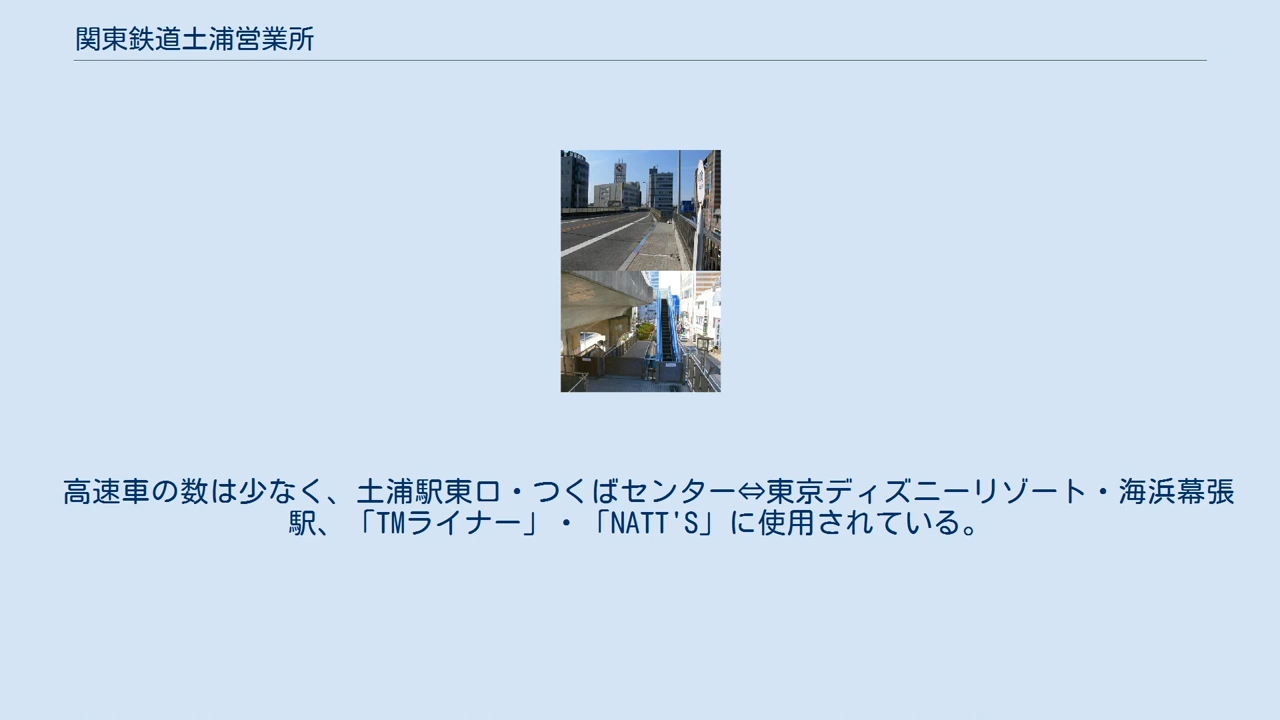 関東鉄道土浦営業所
高速車の数は少なく、土浦駅東口・つくばセンター⇔東京ディズニーリゾート・海浜幕張
駅、「TMライナー」・「NATT'S」に使用されている。